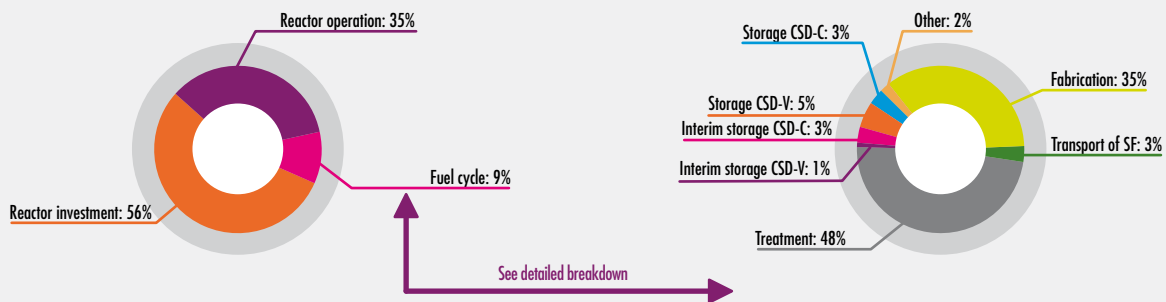 Reactor operation: 35%
Fuel cycle: 9%
Reactor investment: 56%
See detailed breakdown
Other: 2%
Storage CSD-C: 3%
Fabrication: 35%
Storage CSD-V: 5%
Interim storage CSD-C: 3%
Transport of SF: 3%
Interim storage CSD-V: 1%
Treatment: 48%